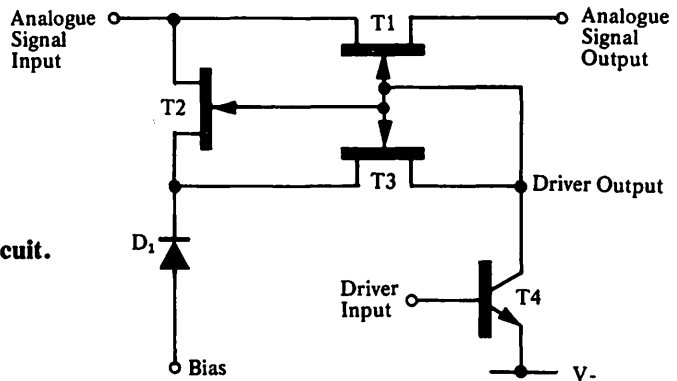 Analogue
Signal
Input
T1
Analogue
Signal
Output
T2
T3
Driver Output
cuit.
D₁
Driver
Input
T4
Bias
V-